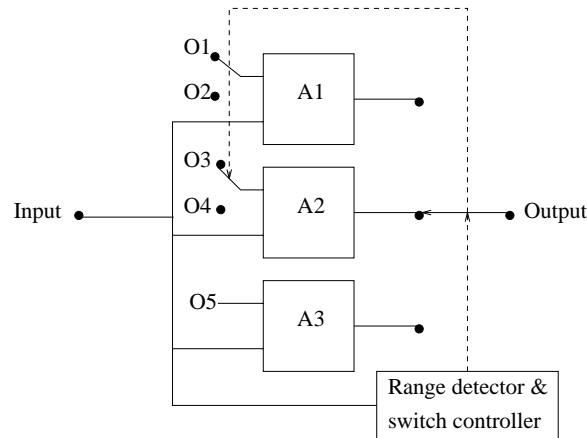 O1
A1
O2
O3
A2
Input
O4
Output
O5
A3
Range detector &
switch controller